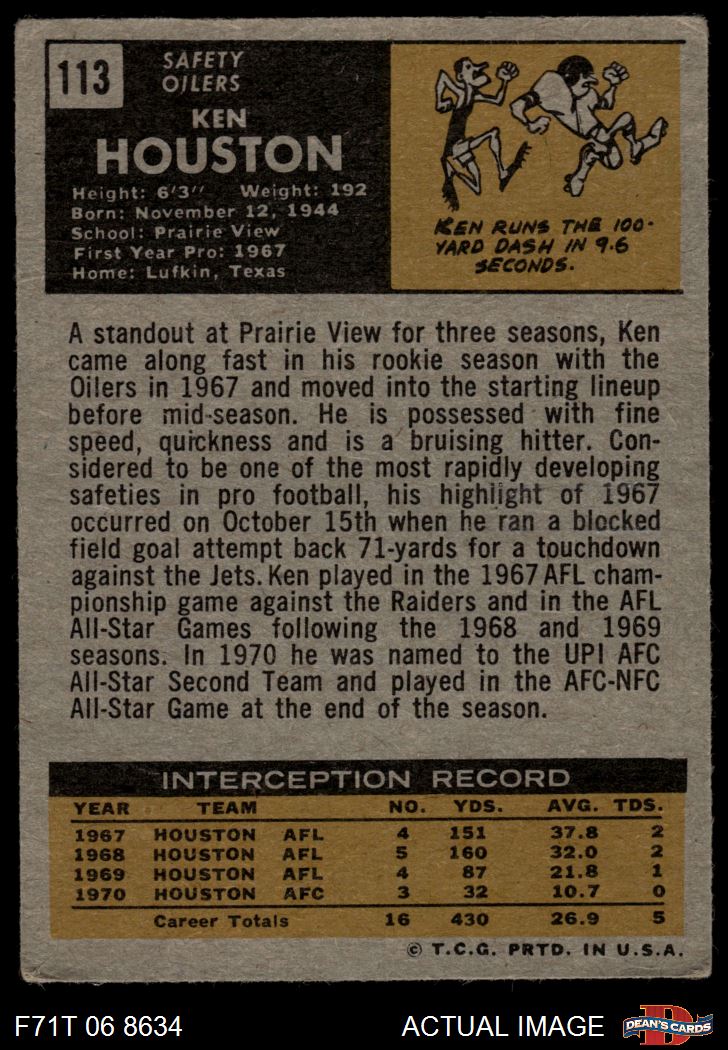 113
SAFETY
OILERS
KEN
HOUSTON
Height: 6'3" Weight: 192
Born: November 12, 1944
School: Prairie View
First Year Pro: 1967
Home: Lufkin, Texas
KEN RUNS THE 100-
YARD DASH IN 9.6
SECONDS.
A standout at Prairie View for three seasons, Ken
came along fast in his rookie season with the
Oilers in 1967 and moved into the starting lineup
before mid-season. He is possessed with fine
speed, quickness and is a bruising hitter. Con-
sidered to be one of the most rapidly developing
safeties in pro football, his highlight of 1967
occurred on October 15th when he ran a blocked
field goal attempt back 71-yards for a touchdown
against the Jets. Ken played in the 1967 AFL cham-
pionship game against the Raiders and in the AFL
All-Star Games following the 1968 and 1969
seasons. In 1970 he was named to the UPI AFC
All-Star Second Team and played in the AFC-NFC
All-Star Game at the end of the season.
INTERCEPTION RECORD
YEAR TEAM NO. YDS. AVG. TDS.
1967 HOUSTON AFL 4 151 37.8 2
1968 HOUSTON AFL 5 160 32.0 2
1969 HOUSTON AFL 4 87 21.8 1
1970 HOUSTON AFC 3 32 10.7 0
Career Totals 16 430 26.9 5
© T.C.G. PRTD. IN U.S.A.
F71T 06 8634 ACTUAL IMAGE D DEAN'S CARDS